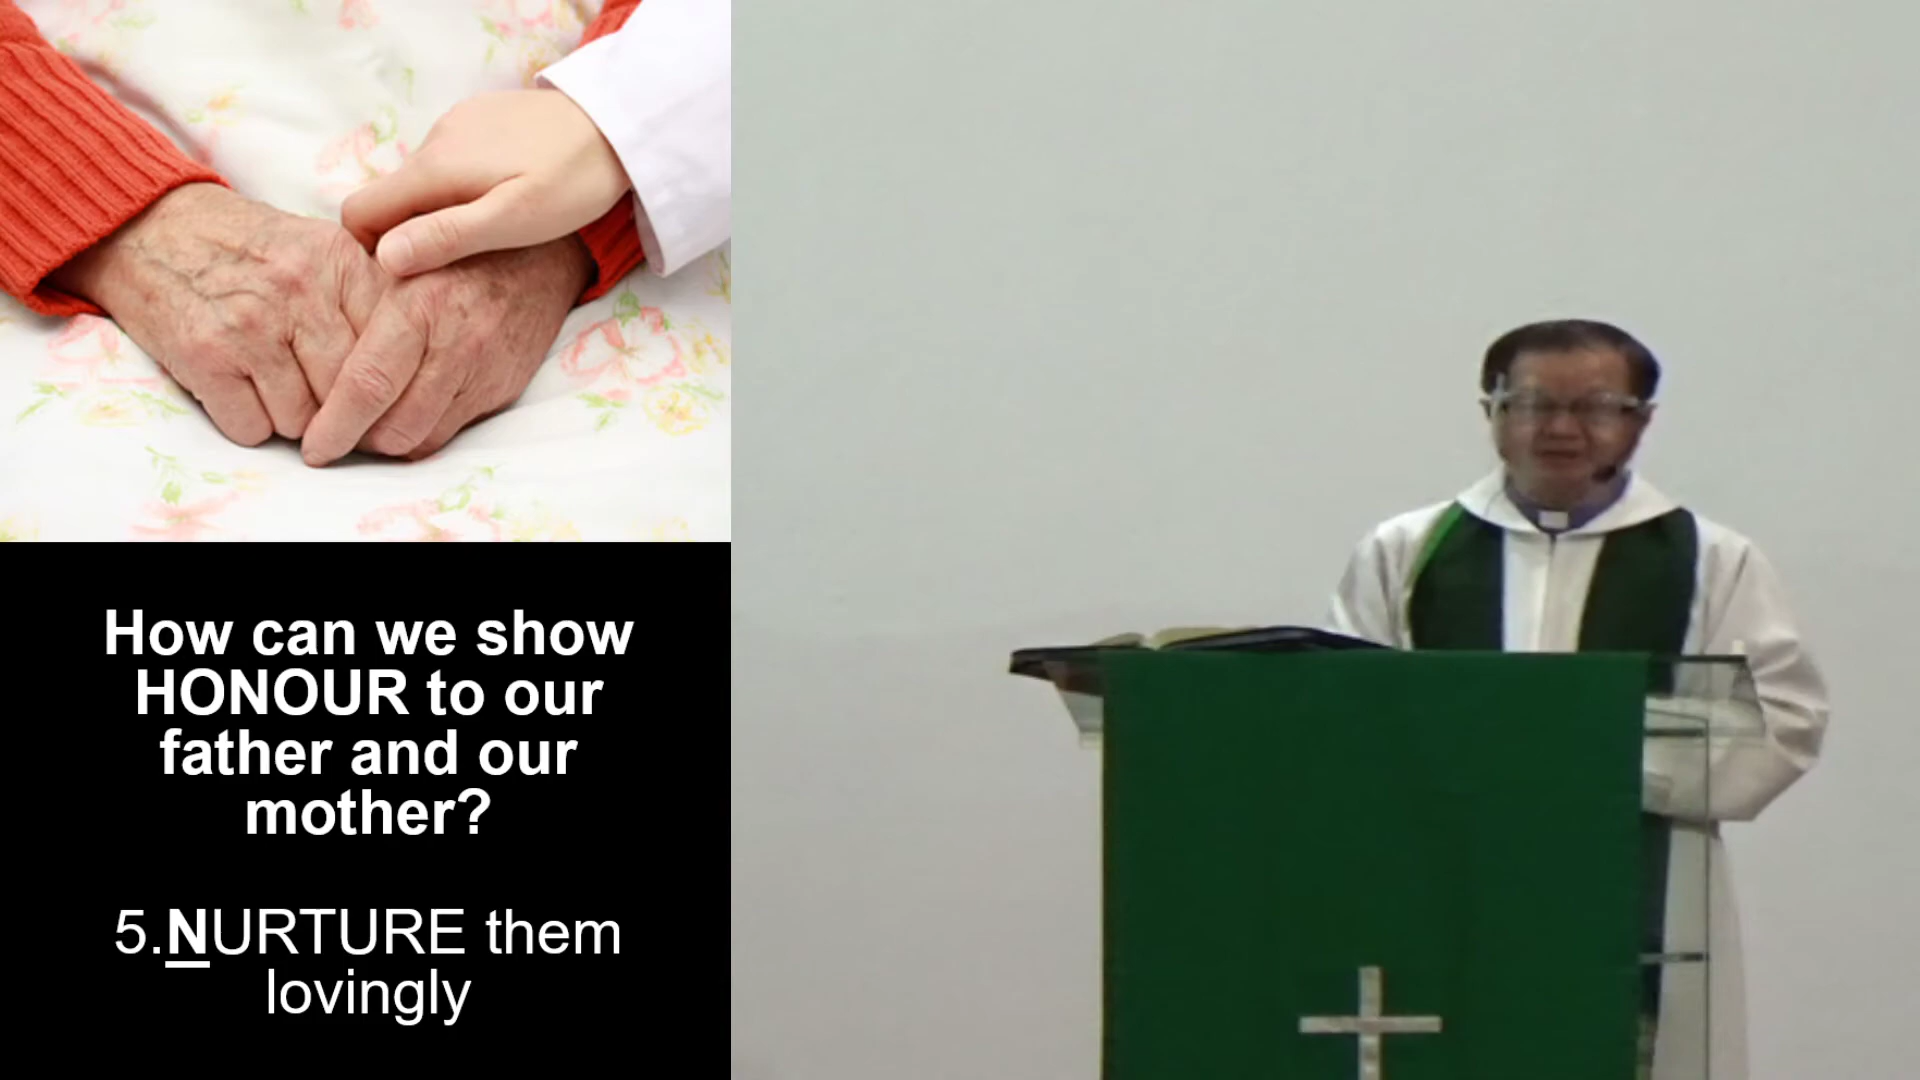 How can we show
HONOUR to our
father and our
mother?
5.NURTURE them
lovingly